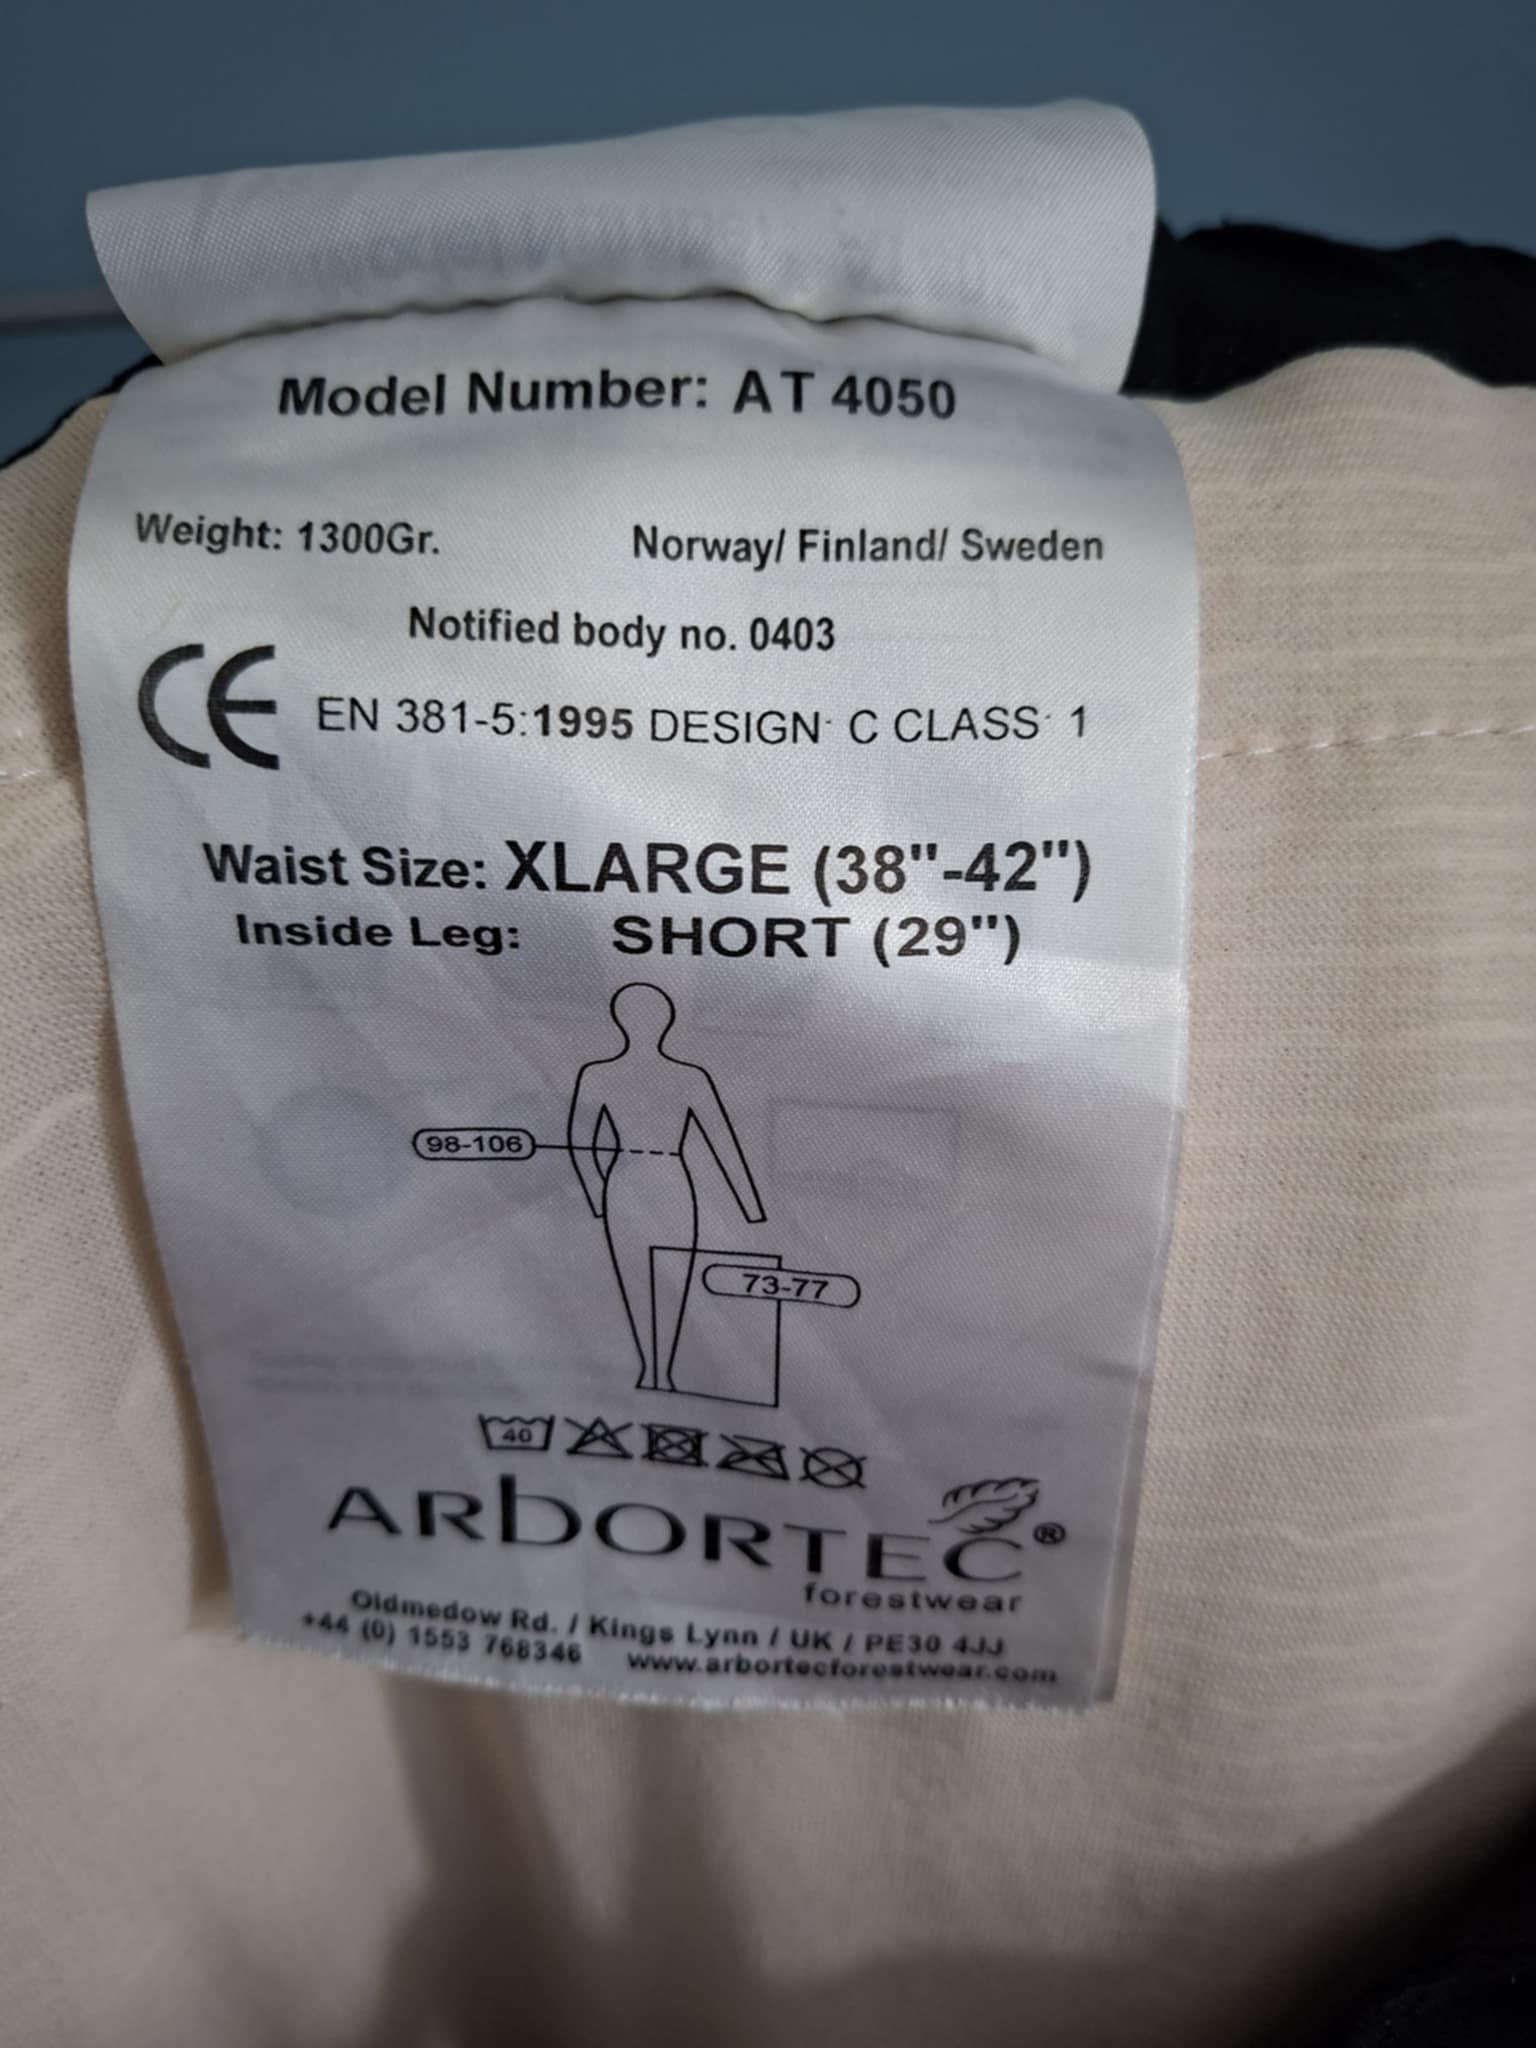 Model Number: AT 4050
Weight: 1300Gr. Norway/ Finland/ Sweden
Notified body no. 0403
CE EN 381-5:1995 DESIGN C CLASS 1
Waist Size: XLARGE (38"-42")
Inside Leg: SHORT (29")
98-106
73-77
40
ARbORTEC®
forestwear
Oldmedow Rd. / Kings Lynn / UK / PE30 4JJ
+44 (0) 1553 768346 www.arbortecforestwear.com